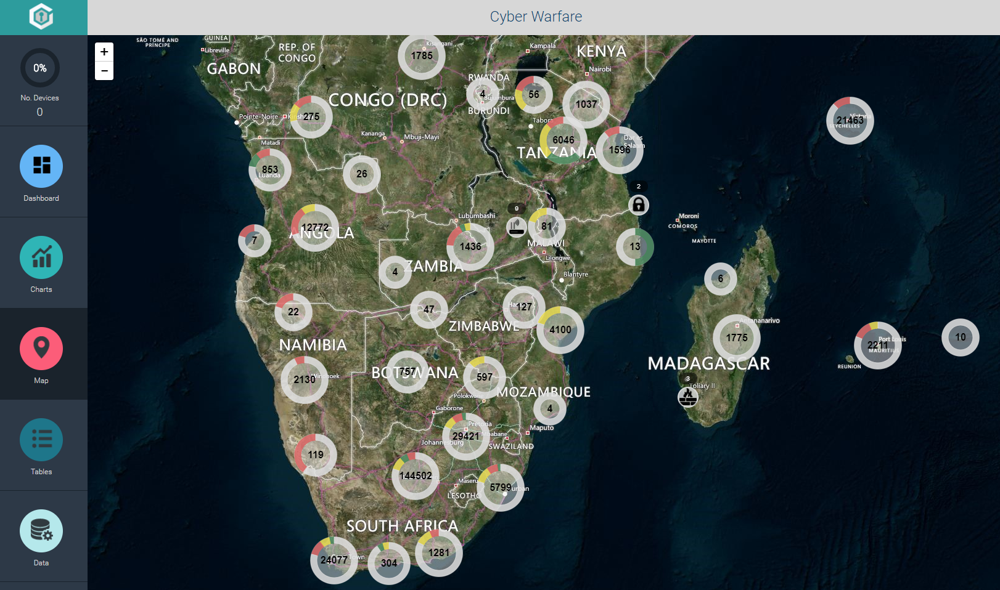 Cyber Warfare
0%
No. Devices
0
Dashboard
Charts
Map
Tables
Data
+
-
SÃO TOMÉ AND
PRÍNCIPE
GUINEA
Libreville
REP. OF
CONGO
GABON
Kisangani
1785
Kampala
KENYA
Nairobi
RWANDA
4
Bujumbura
BURUNDI
56
1037
CONGO (DRC)
Pointe-Noire
275
Tabora
6046
TANZANIA
Dar es
Salaam
1596
Victoria
21463
SEYCHELLES
Kananga
Mbuji-Mayi
Matadi
853
Luanda
26
2
9
Lubumbashi
81
MALAWI
Lilongwe
Moroni
COMOROS
MAYOTTE
12772
ANGOLA
7
1436
13
4
ZAMBIA
Blantyre
6
22
47
127
ZIMBABWE
4100
Antananarivo
1775
Port Louis
2211
MAURITIUS
10
NAMIBIA
MADAGASCAR
REUNION
2130
Windhoek
BOTSWANA
757
597
3
Toliary II
MOZAMBIQUE
Polokwane
Gaborone
4
Maputo
Pretoria
29421
Mbabane
Johannesburg
SWAZILAND
119
144502
Maseru
LESOTHO
5799
urban
SOUTH AFRICA
24077
Town
304
1281